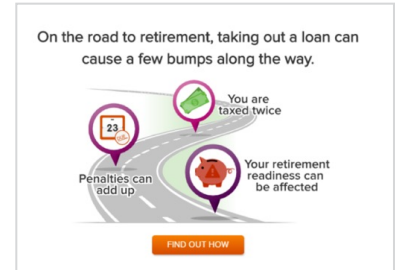 On the road to retirement, taking out a loan can
cause a few bumps along the way.
You are
taxed twice
23
Penalties can
add up
Your retirement
readiness can
be affected
FIND OUT HOW